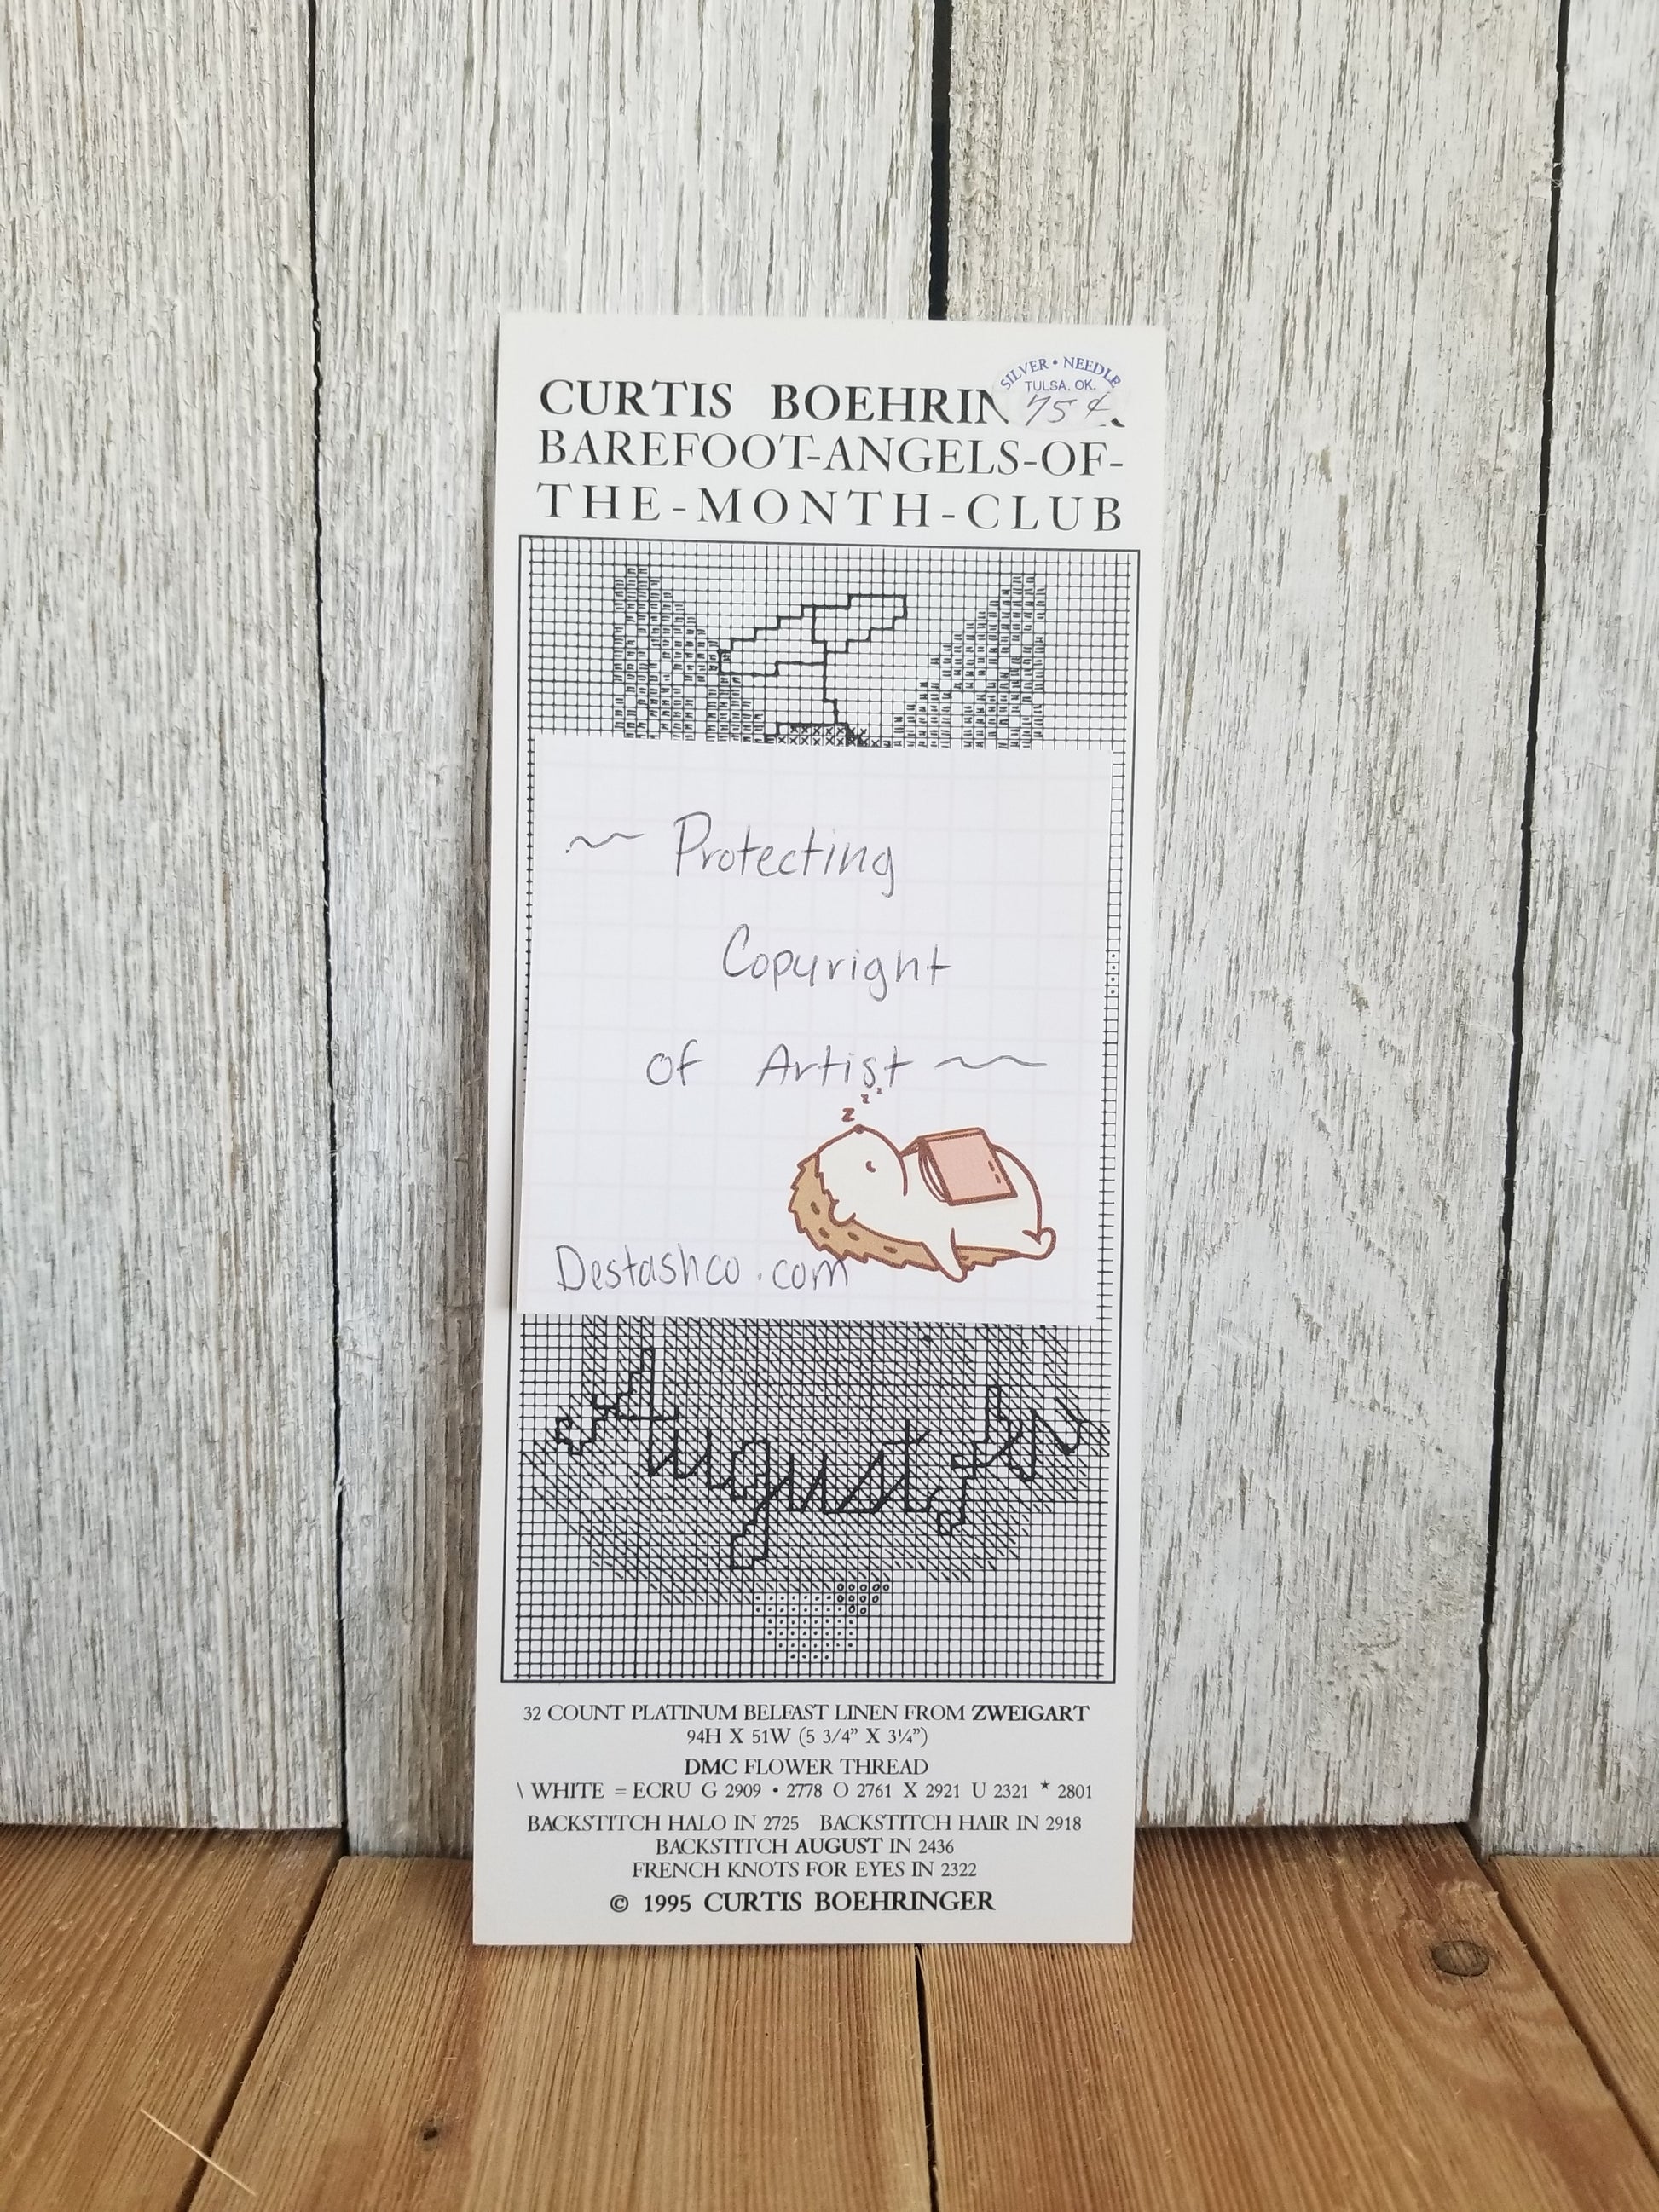 SILVER • NEEDLE
TULSA, OK.
75¢
CURTIS
BAREFOOT-ANGELS-OF-
THE-MONTH-CLUB
~ Protecting
Copyright
of Artist ~
z z z
Destashco.com
August
32 COUNT PLATINUM BELFAST LINEN FROM ZWEIGART
94H X 51W (5 3/4" X 3¼")
DMC FLOWER THREAD
\ WHITE = ECRU G 2909 • 2778 O 2761 X 2921 U 2321 * 2801
BACKSTITCH HALO IN 2725 BACKSTITCH HAIR IN 2918
BACKSTITCH AUGUST IN 2436
FRENCH KNOTS FOR EYES IN 2322
© 1995 CURTIS BOEHRINGER